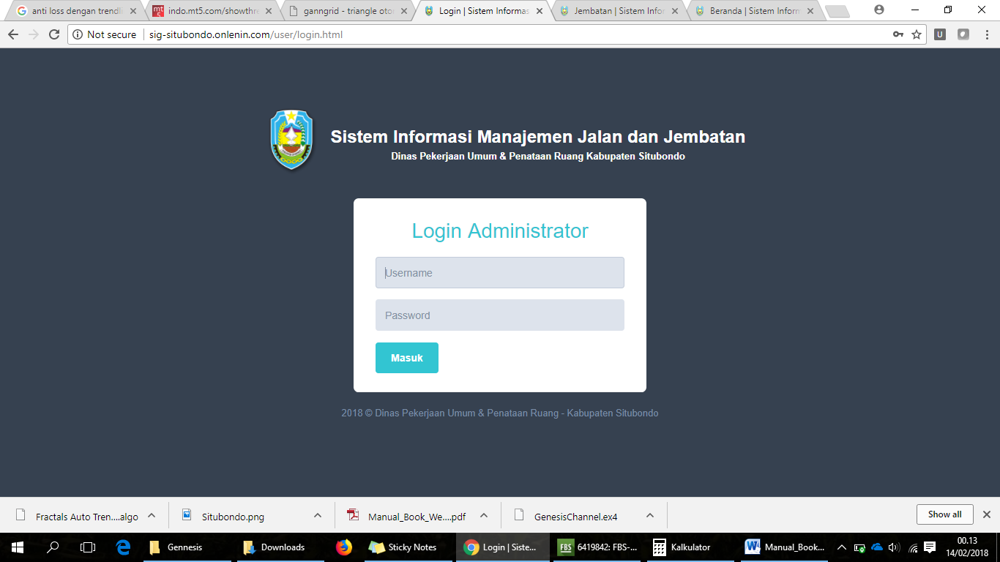 anti loss dengan trendl
indo.mt5.com/showthre
ganngrid - triangle oto
Login | Sistem Informas
Jembatan | Sistem Infor
Beranda | Sistem Inform
Not secure
sig-situbondo.onlenin.com/user/login.html
U
Sistem Informasi Manajemen Jalan dan Jembatan
Dinas Pekerjaan Umum & Penataan Ruang Kabupaten Situbondo
Login Administrator
Username
Password
Masuk
2018 © Dinas Pekerjaan Umum & Penataan Ruang - Kabupaten Situbondo
Fractals Auto Tren....algo
Situbondo.png
Manual_Book_We....pdf
GenesisChannel.ex4
Show all
Gennesis
Downloads
Sticky Notes
Login | Siste...
FBS
6419842: FBS-...
Kalkulator
Manual_Book...
00.13
14/02/2018